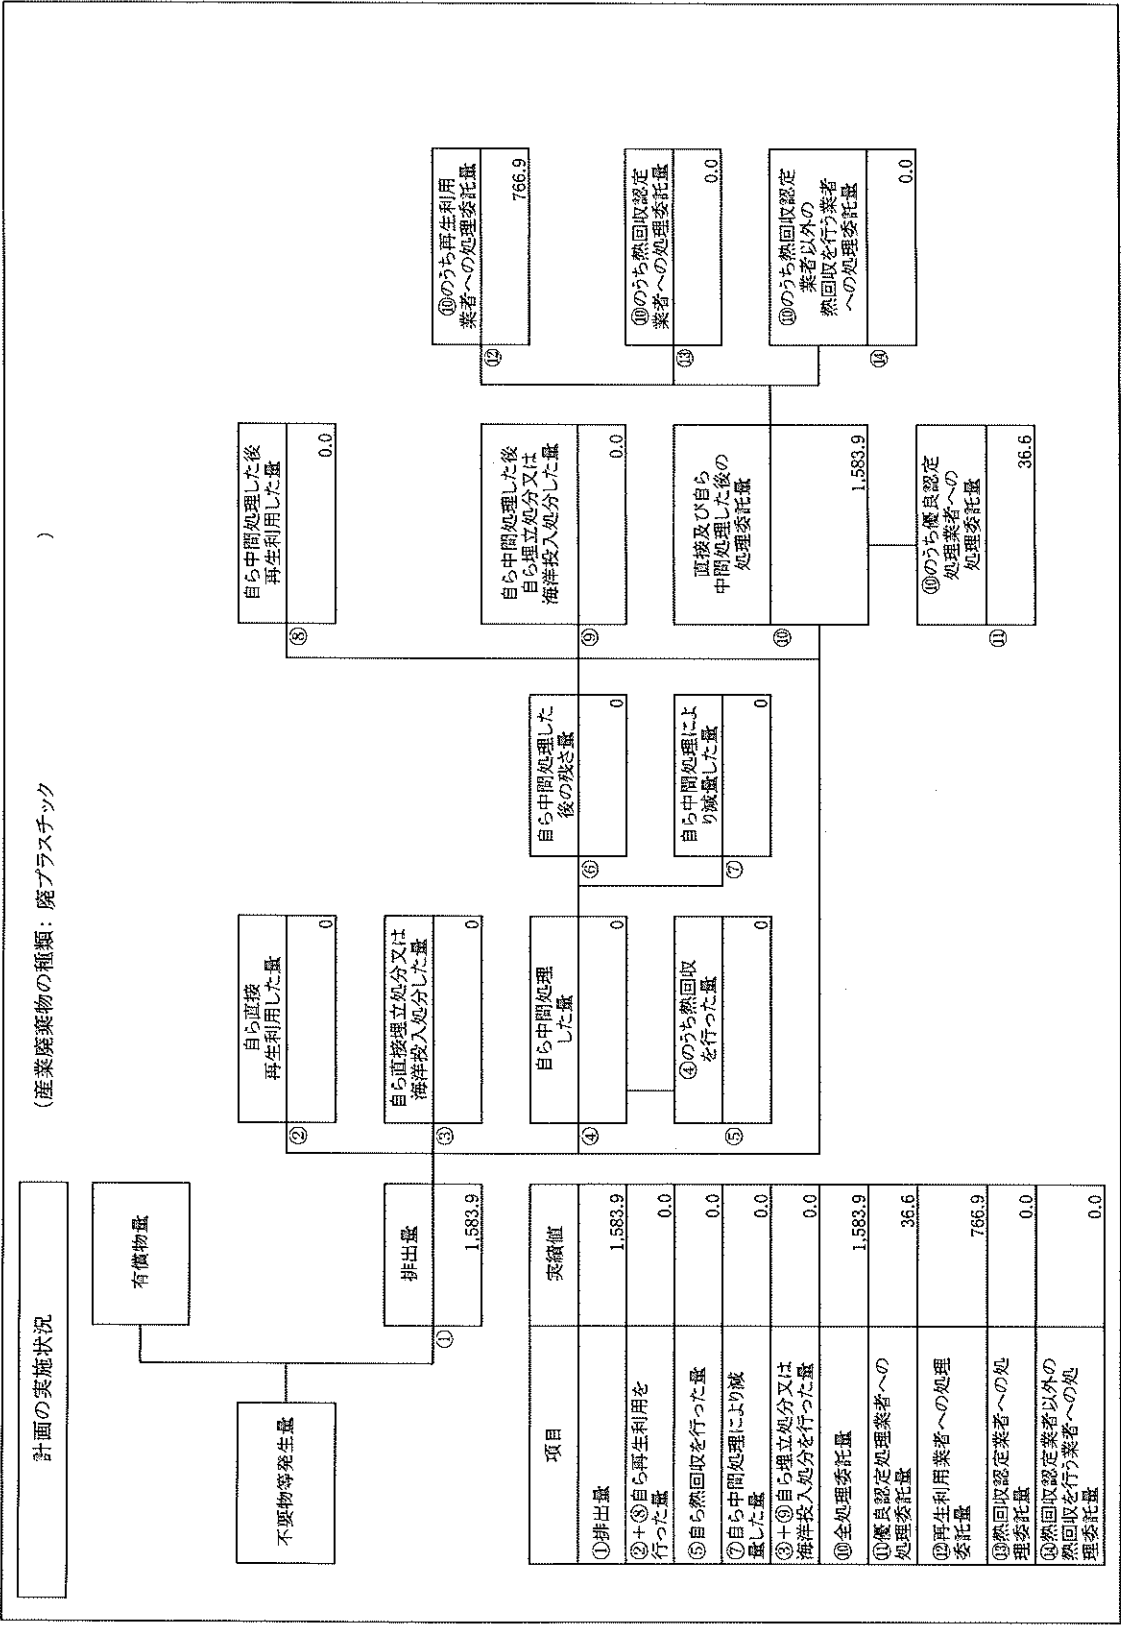 計画の実施状況
(産業廃棄物の種類: 廃プラスチック
)
有償物量
不要物等発生量
排出量
①
1,583.9
自ら直接
再生利用した量
②
0
自ら直接埋立処分又は
海洋投入処分した量
③
0
自ら中間処理
した量
④
0
④のうち熱回収
を行った量
⑤
0
自ら中間処理した
後の残さ量
⑥
0
自ら中間処理によ
り減量した量
⑦
0
自ら中間処理した後
再生利用した量
⑧
0.0
自ら中間処理した後
自ら埋立処分又は
海洋投入処分した量
⑨
0.0
直接及び自ら
中間処理した後の
処理委託量
⑩
1,583.9
⑩のうち優良認定
処理業者への
処理委託量
⑪
36.6
⑩のうち再生利用
業者への処理委託量
⑫
766.9
⑩のうち熱回収認定
業者への処理委託量
⑬
0.0
⑩のうち熱回収認定
業者以外の
熱回収を行う業者
への処理委託量
⑭
0.0
項目 実績値
①排出量 1,583.9
②+⑧自ら再生利用を
行った量 0.0
⑤自ら熱回収を行った量 0.0
⑦自ら中間処理により減
量した量 0.0
③+⑨自ら埋立処分又は
海洋投入処分を行った量 0.0
⑩全処理委託量 1,583.9
⑪優良認定処理業者への
処理委託量 36.6
⑫再生利用業者への処理
委託量 766.9
⑬熱回収認定業者への処
理委託量 0.0
⑭熱回収認定業者以外の
熱回収を行う業者への処
理委託量 0.0